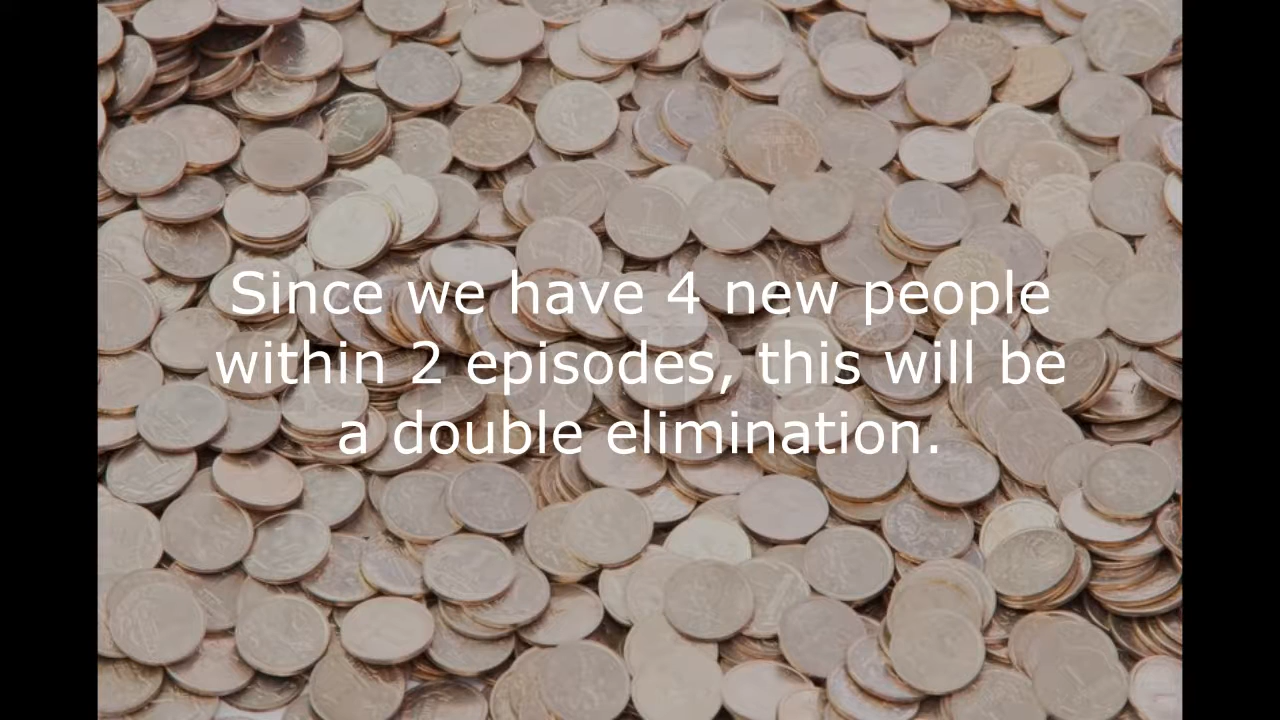 Since we have 4 new people
within 2 episodes, this will be
a double elimination.